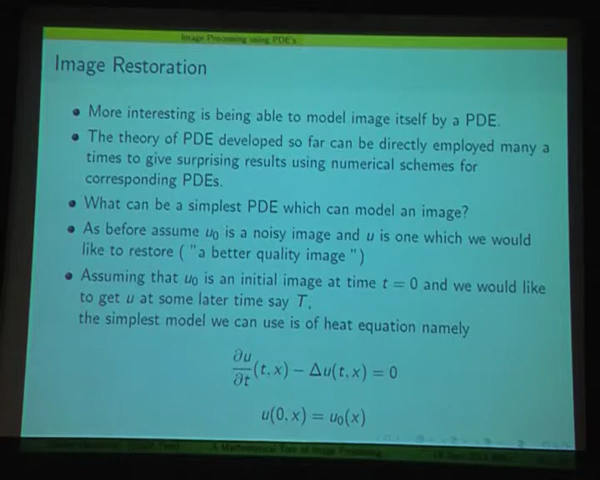 Image Processing using PDE's
Image Restoration
• More interesting is being able to model image itself by a PDE.
• The theory of PDE developed so far can be directly employed many a
times to give surprising results using numerical schemes for
corresponding PDEs.
• What can be a simplest PDE which can model an image?
• As before assume u₀ is a noisy image and u is one which we would
like to restore ( "a better quality image ")
• Assuming that u₀ is an initial image at time t = 0 and we would like
to get u at some later time say T,
the simplest model we can use is of heat equation namely
∂u/∂t (t, x) − Δu(t, x) = 0
u(0, x) = u₀(x)
A Mathematical Tour of Image Processing